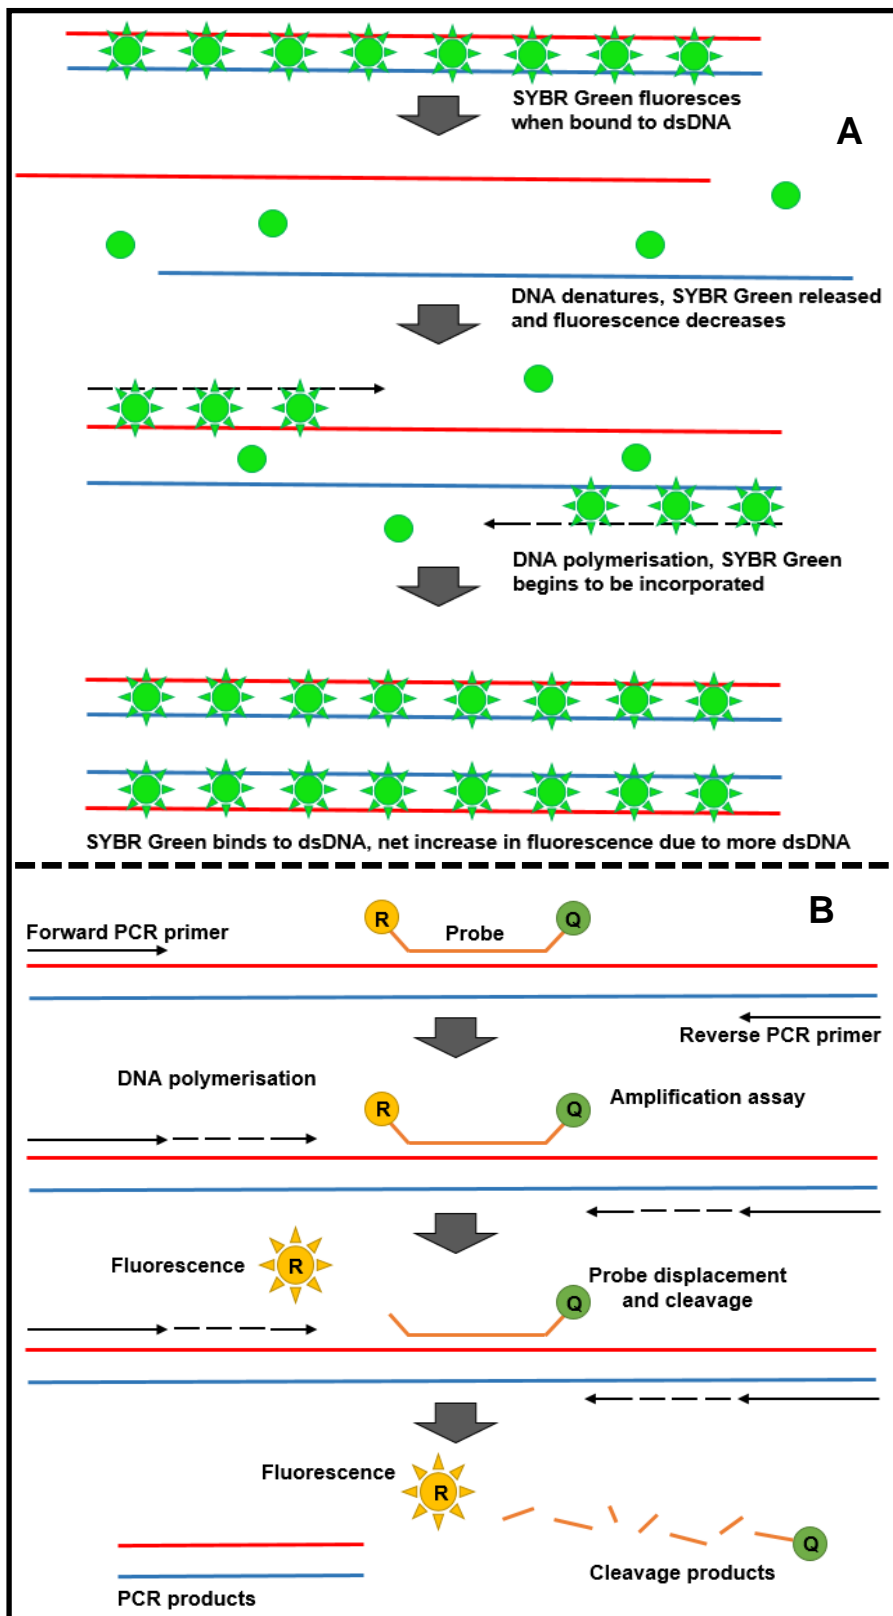 SYBR Green fluoresces
when bound to dsDNA
A
DNA denatures, SYBR Green released
and fluorescence decreases
DNA polymerisation, SYBR Green
begins to be incorporated
SYBR Green binds to dsDNA, net increase in fluorescence due to more dsDNA
B
Forward PCR primer
R
Probe
Q
Reverse PCR primer
DNA polymerisation
R
Q
Amplification assay
Fluorescence
R
Probe displacement
and cleavage
Q
Fluorescence
R
Q
Cleavage products
PCR products